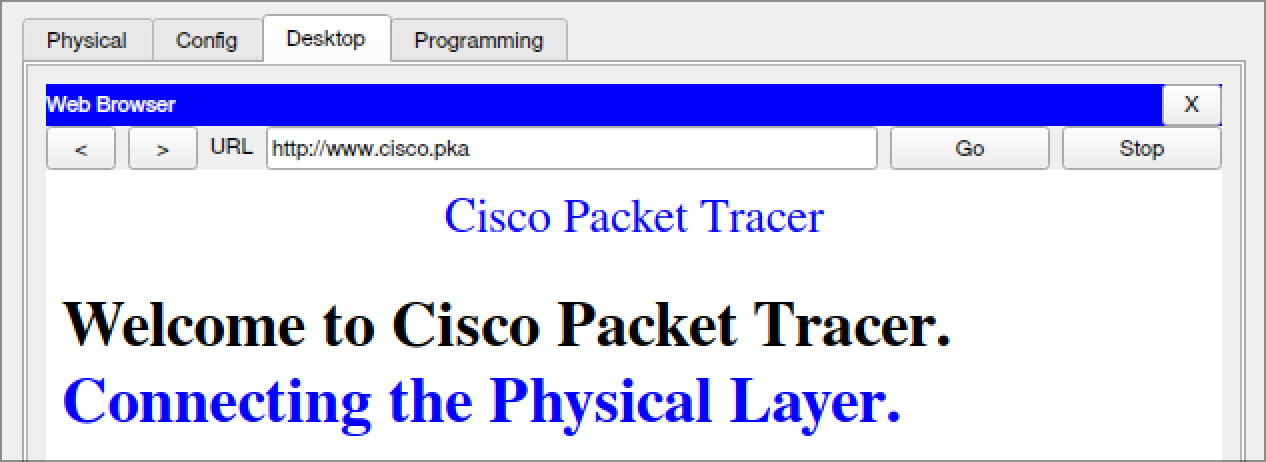 Physical Config Desktop Programming
Web Browser X
< > URL http://www.cisco.pka Go Stop
Cisco Packet Tracer
Welcome to Cisco Packet Tracer.
Connecting the Physical Layer.